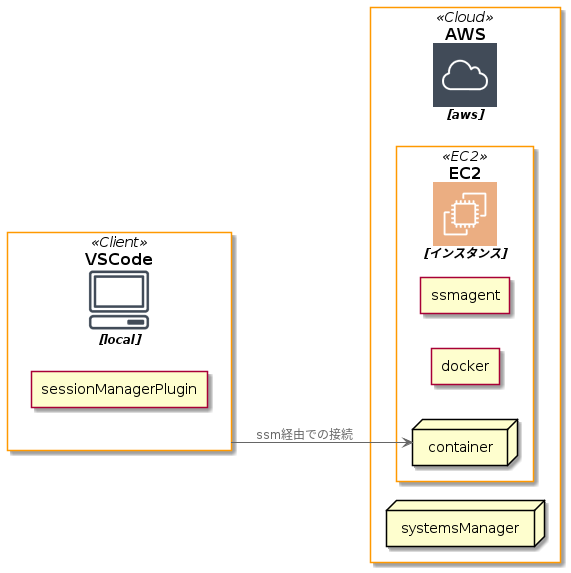 «Cloud»
AWS
[aws]
«EC2»
EC2
[インスタンス]
ssmagent
docker
container
systemsManager
«Client»
VSCode
[local]
sessionManagerPlugin
ssm経由での接続